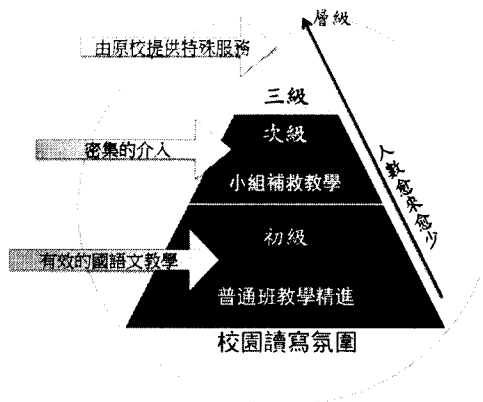 層級
由原校提供特殊服務
三級
次級
密集的介入
小組補救教學
人數愈來愈少
初級
有效的國語文教學
普通班教學精進
校園讀寫氛圍